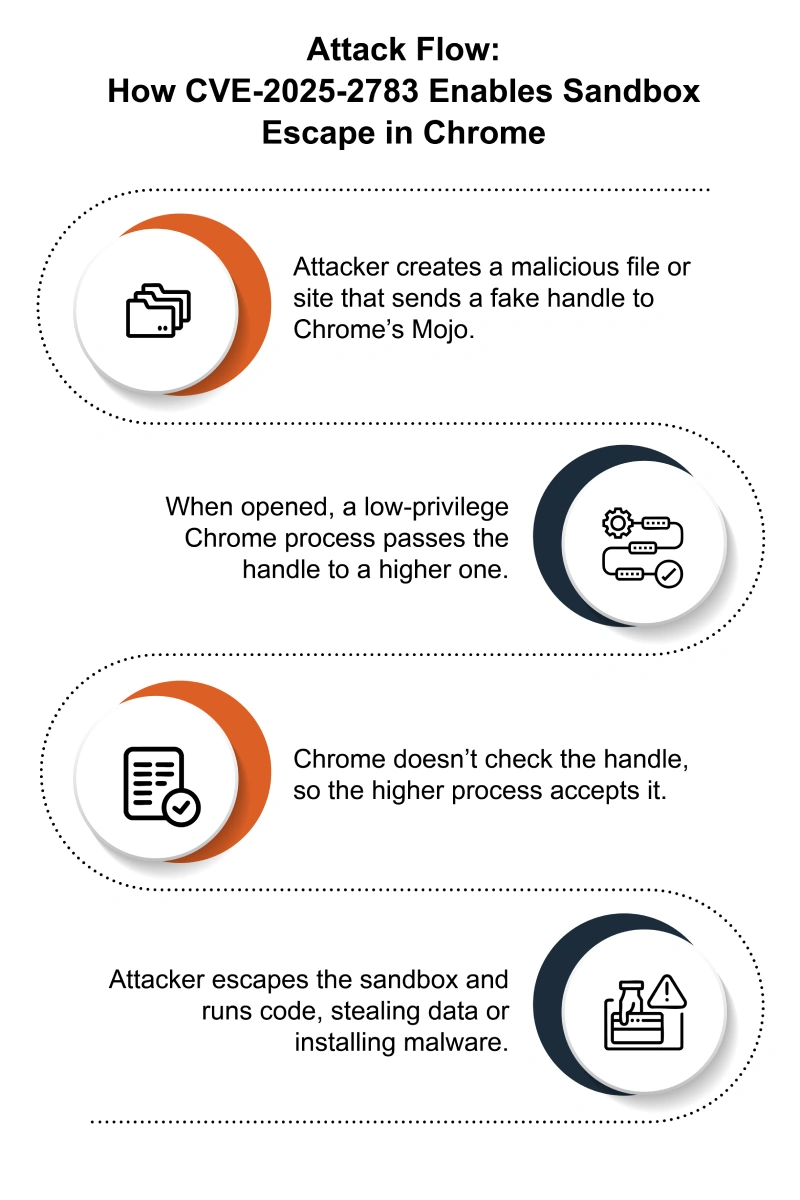 Attack Flow:
How CVE-2025-2783 Enables Sandbox
Escape in Chrome
Attacker creates a malicious file or
site that sends a fake handle to
Chrome’s Mojo.
When opened, a low-privilege
Chrome process passes the
handle to a higher one.
Chrome doesn’t check the handle,
so the higher process accepts it.
Attacker escapes the sandbox and
runs code, stealing data or
installing malware.